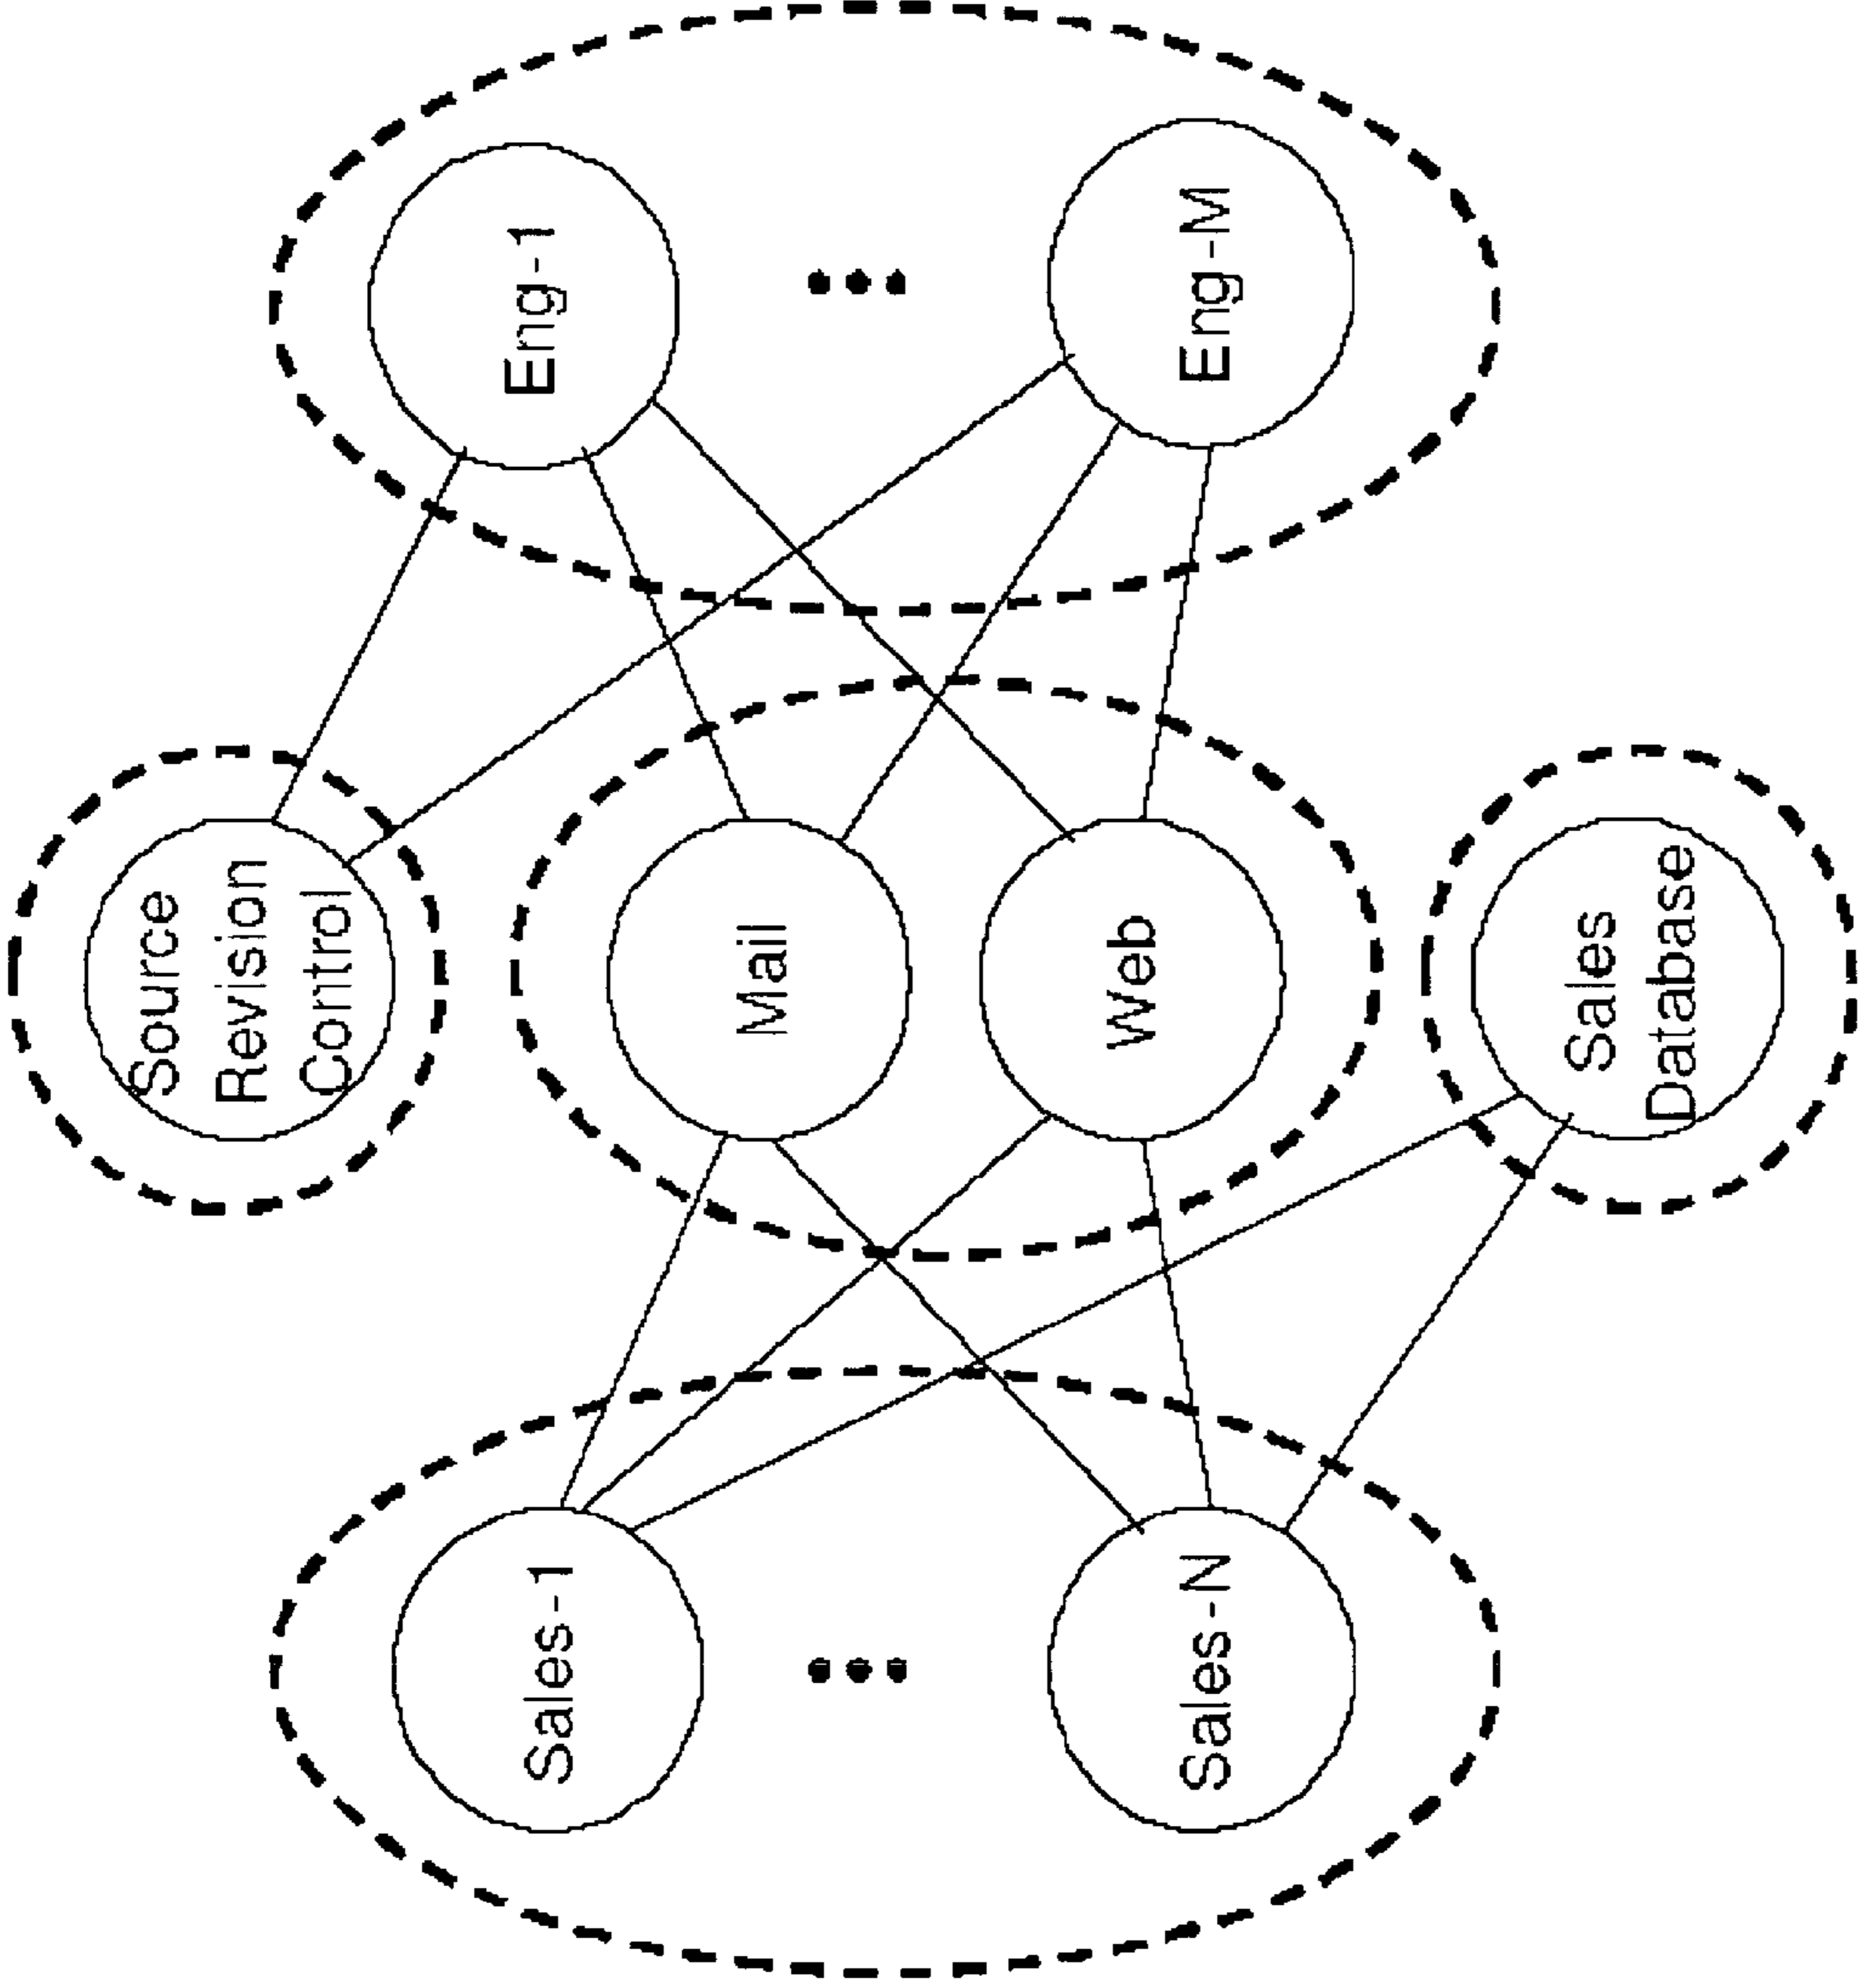 Source
Revision
Control
Sales-1
Mail
Eng-1
•••
•••
Web
Sales-N
Eng-M
Sales
Database